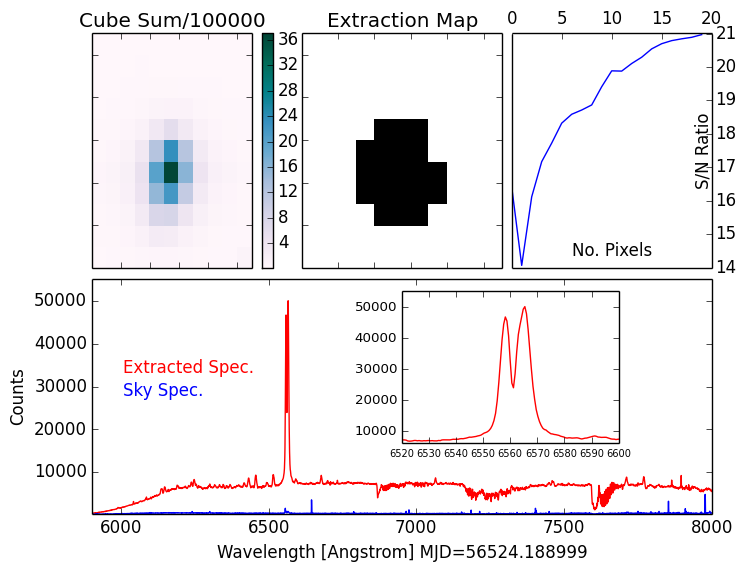 Cube Sum/100000
Extraction Map
0 5 10 15 20
36
32
28
24
20
16
12
8
4
21
20
19
18
17
16
15
14
S/N Ratio
No. Pixels
50000
40000
30000
20000
10000
Counts
Extracted Spec.
Sky Spec.
50000
40000
30000
20000
10000
6520 6530 6540 6550 6560 6570 6580 6590 6600
6000 6500 7000 7500 8000
Wavelength [Angstrom] MJD=56524.188999